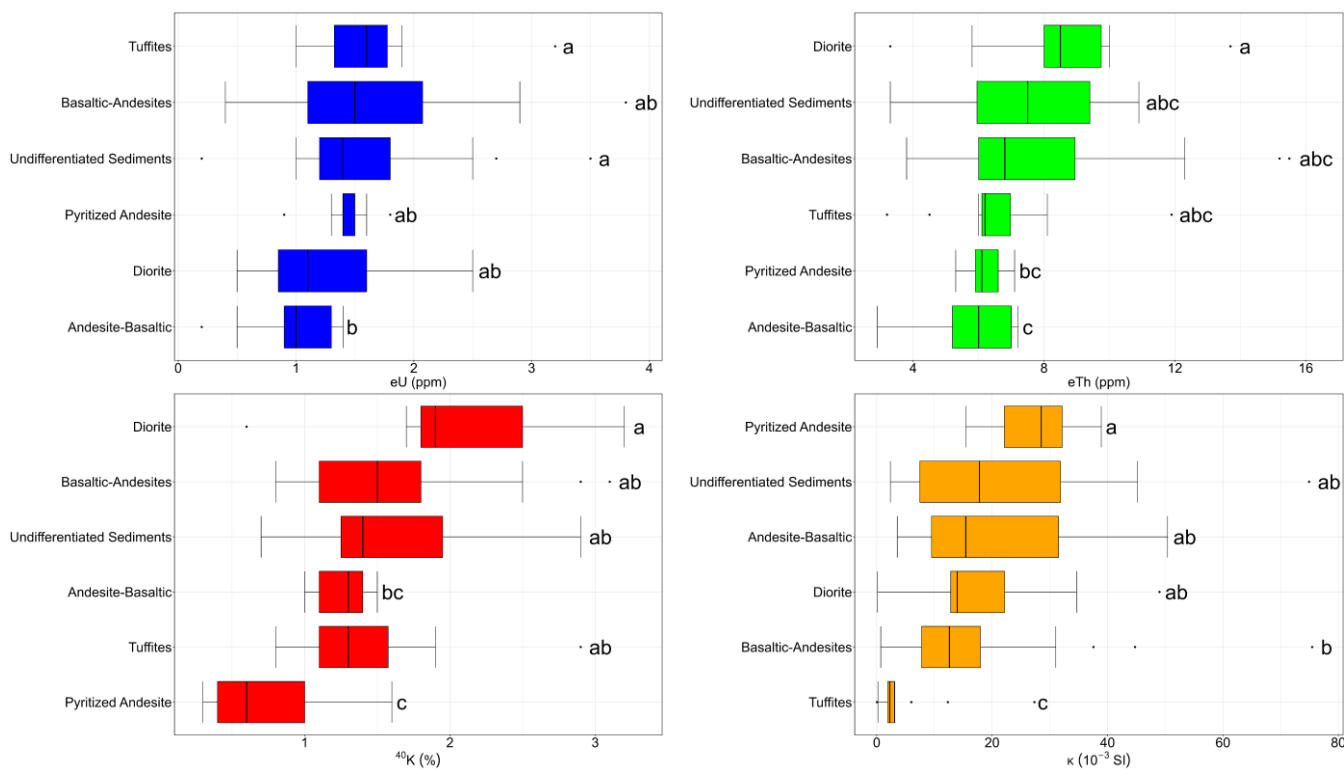 Tuffites a
Basaltic-Andesites ab
Undifferentiated Sediments a
Pyritized Andesite ab
Diorite ab
Andesite-Basaltic b
0 1 2 3 4
eU (ppm)
Diorite a
Undifferentiated Sediments abc
Basaltic-Andesites abc
Tuffites abc
Pyritized Andesite bc
Andesite-Basaltic c
4 8 12 16
eTh (ppm)
Diorite a
Basaltic-Andesites ab
Undifferentiated Sediments ab
Andesite-Basaltic bc
Tuffites ab
Pyritized Andesite c
1 2 3
⁴⁰K (%)
Pyritized Andesite a
Undifferentiated Sediments ab
Andesite-Basaltic ab
Diorite ab
Basaltic-Andesites b
Tuffites c
0 20 40 60 80
κ (10⁻³ SI)